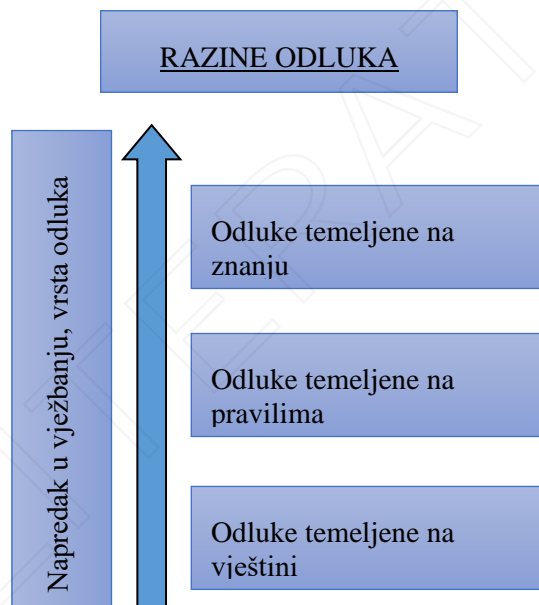 RAZINE ODLUKA
Napredak u vježbanju, vrsta odluka
Odluke temeljene na
znanju
Odluke temeljene na
pravilima
Odluke temeljene na
vještini